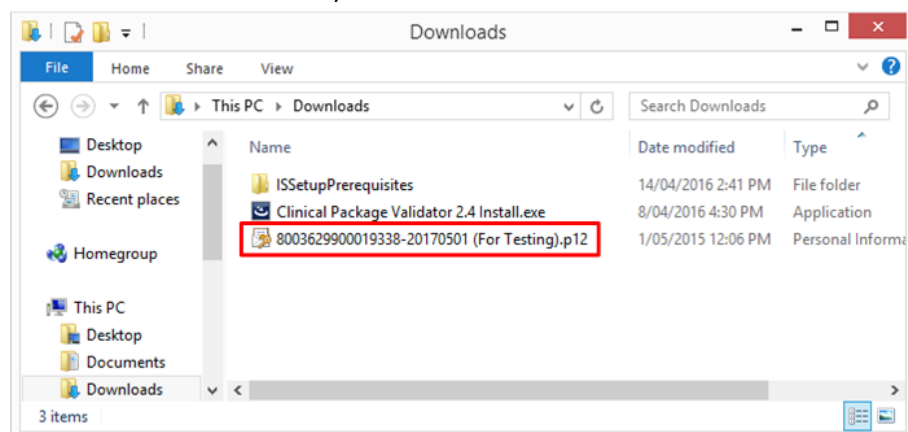 Downloads
File Home Share View
This PC Downloads Search Downloads
Desktop
Downloads
Recent places
Homegroup
This PC
Desktop
Documents
Downloads
Name Date modified Type
ISSetupPrerequisites 14/04/2016 2:41 PM File folder
Clinical Package Validator 2.4 Install.exe 8/04/2016 4:30 PM Application
8003629900019338-20170501 (For Testing).p12 1/05/2015 12:06 PM Personal Informa
3 items